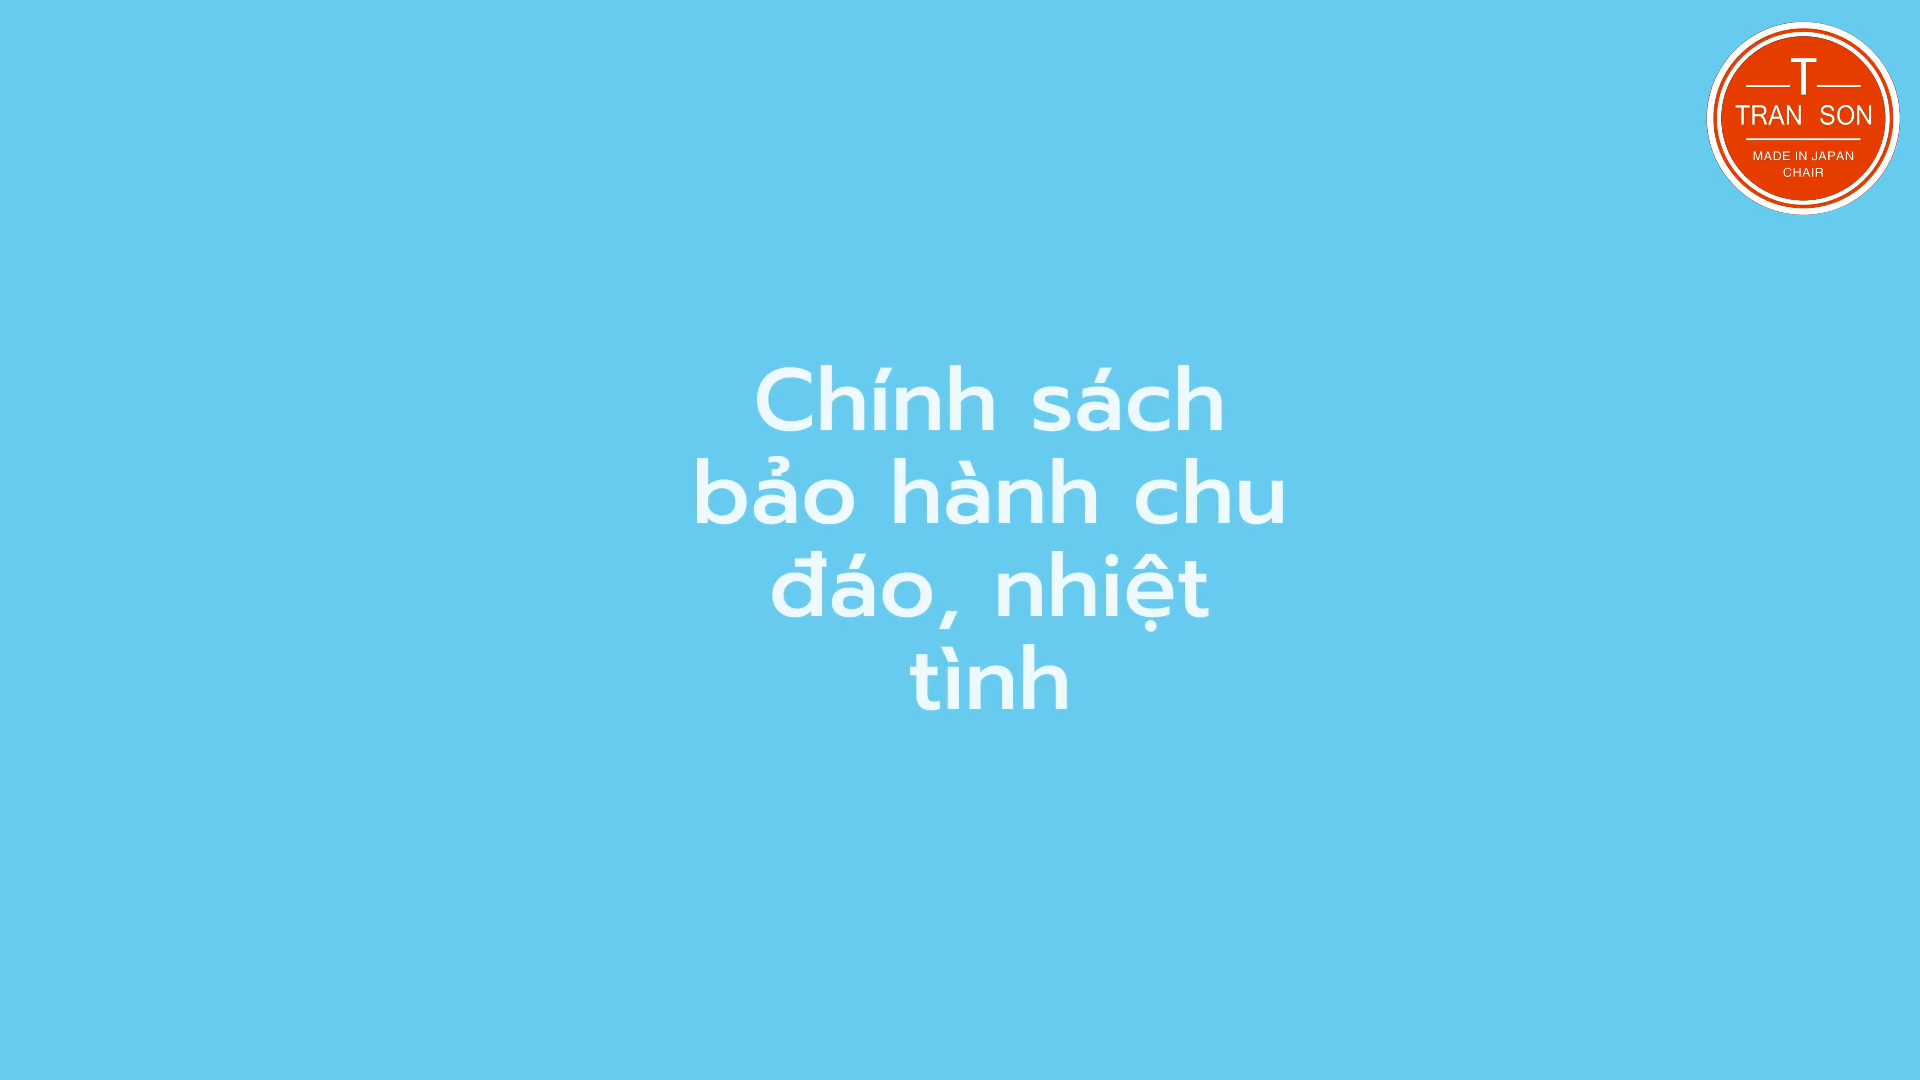 T
TRAN SON
MADE IN JAPAN
CHAIR
Chính sách
bảo hành chu
đáo, nhiệt
tình